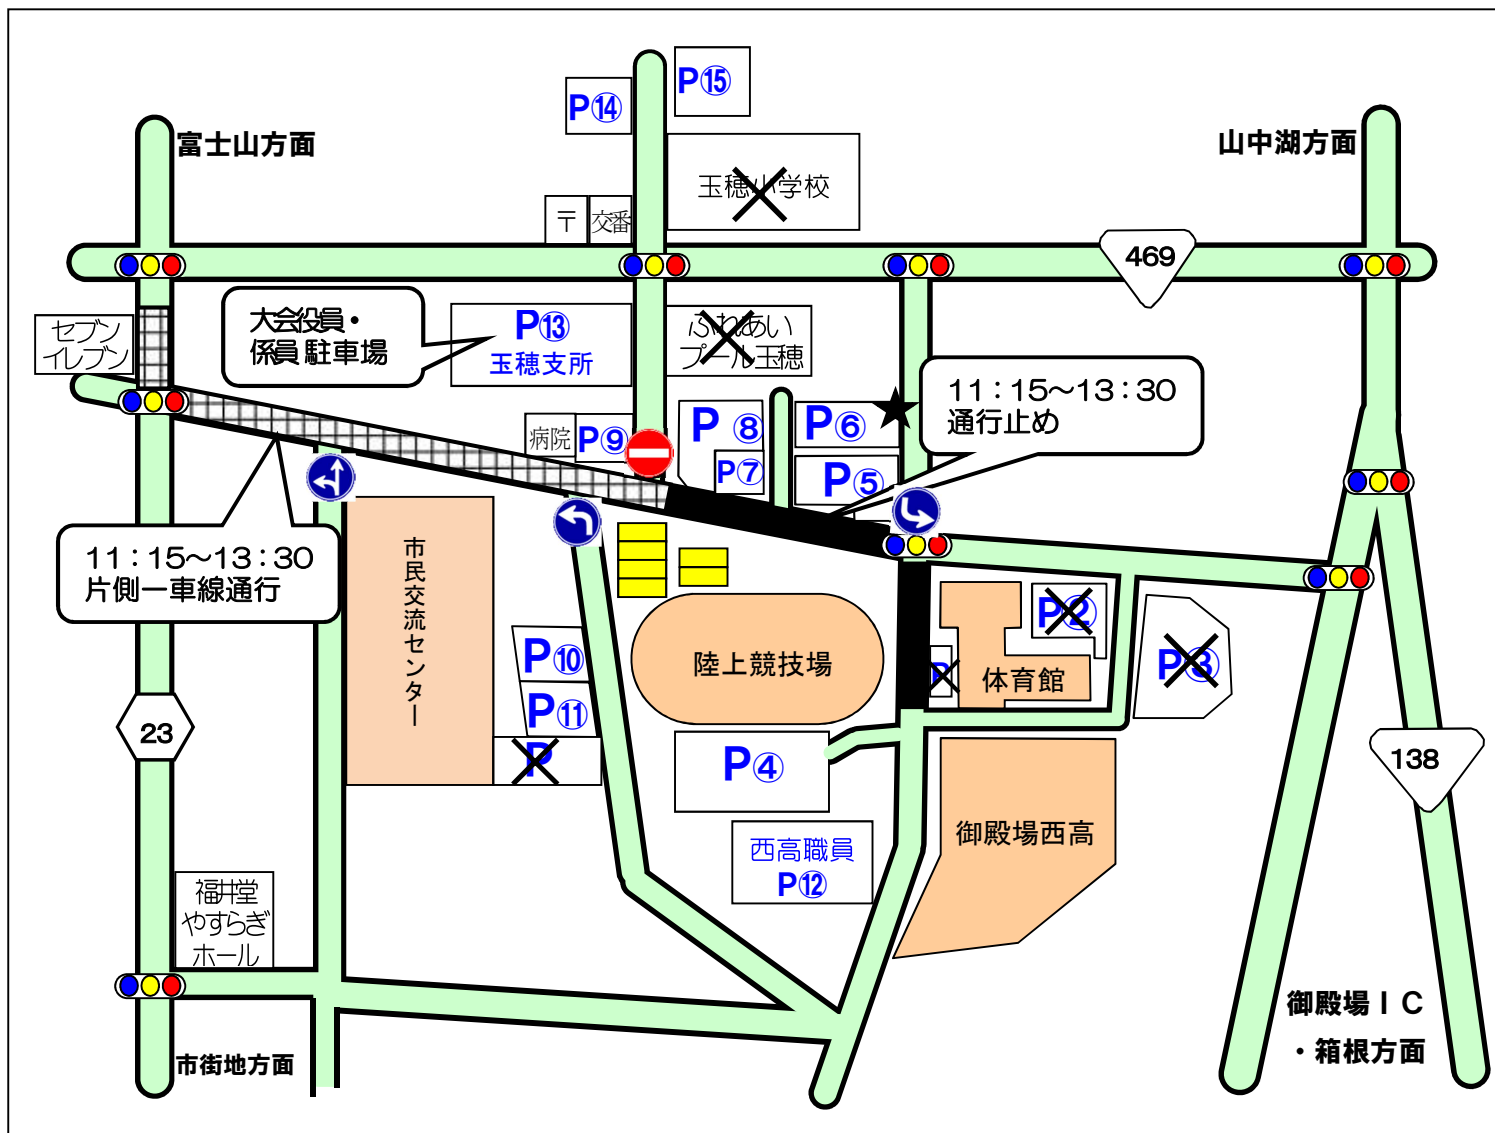 P⑮
P⑭
富士山方面
山中湖方面
玉穂小学校
〒
交番
469
セブン
イレブン
大会役員・
係員駐車場
P⑬
玉穂支所
ふれあい
プール玉穂
11：15～13：30
通行止め
病院
P⑨
P⑧
P⑦
P⑥
P⑤
11：15～13：30
片側一車線通行
市民交流センター
P⑩
P⑪
P
陸上競技場
P
体育館
P②
P③
23
P④
138
西高職員
P⑫
御殿場西高
福井堂
やすらぎ
ホール
市街地方面
御殿場ＩＣ
・箱根方面